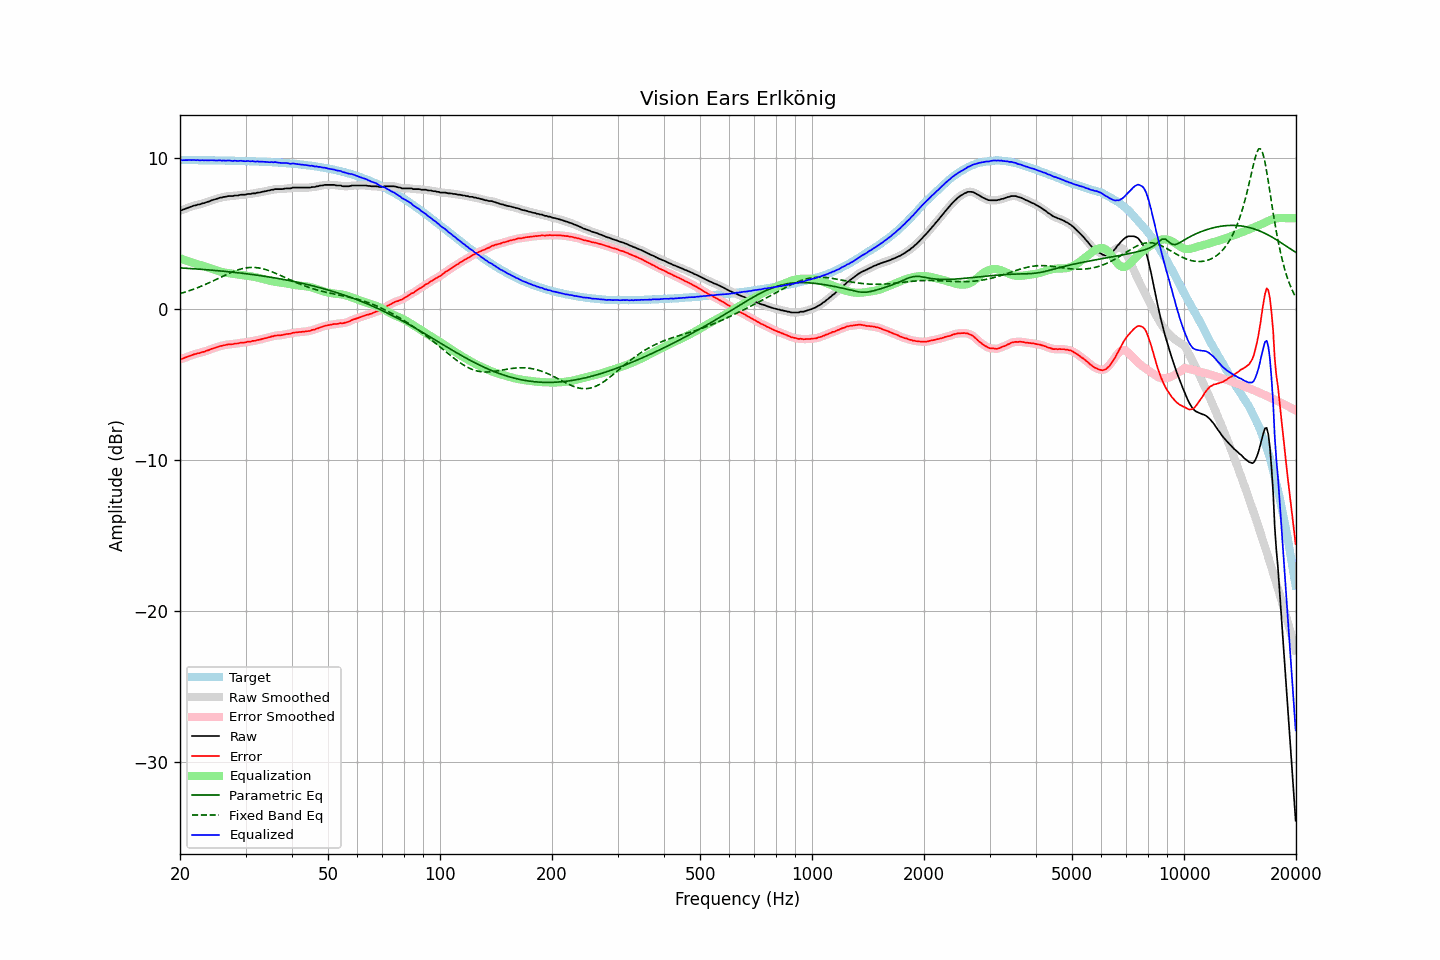 Vision Ears Erlkönig
Amplitude (dBr)
10
0
−10
−20
−30
Target
Raw Smoothed
Error Smoothed
Raw
Error
Equalization
Parametric Eq
Fixed Band Eq
Equalized
20 50 100 200 500 1000 2000 5000 10000 20000
Frequency (Hz)